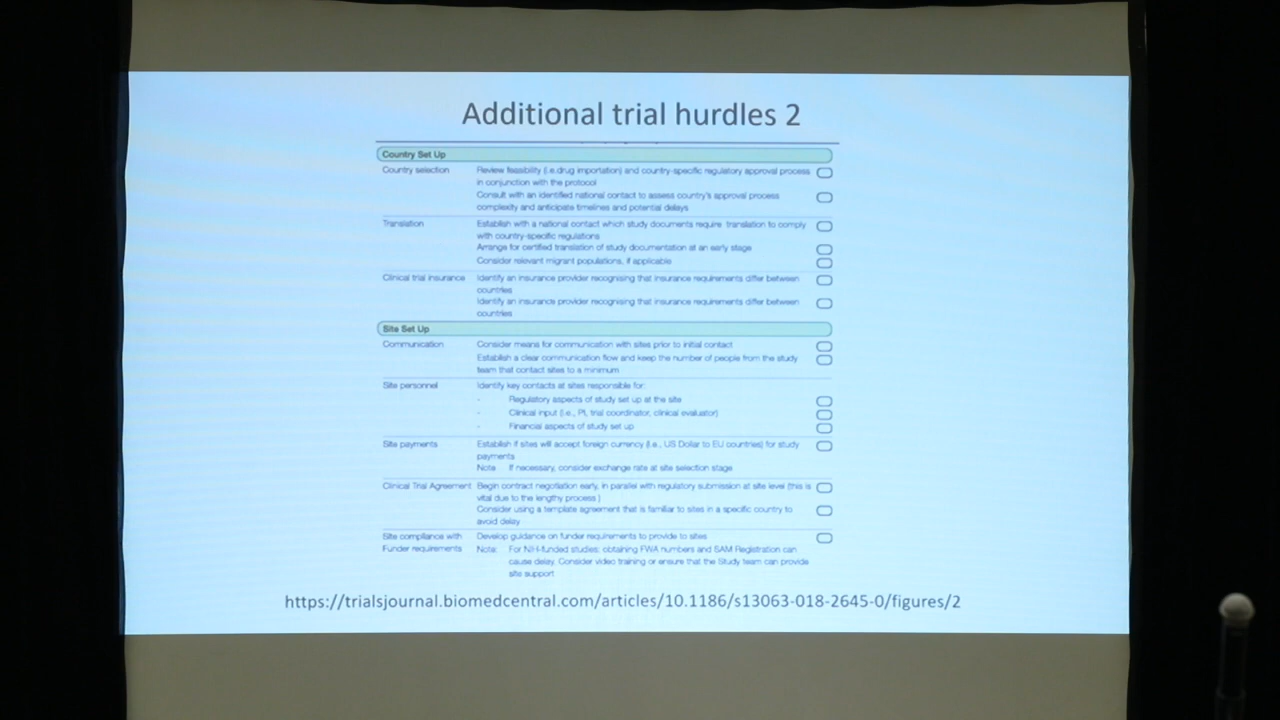 Additional trial hurdles 2
Country Set Up
Country selection
Review feasibility (i.e.drug importation) and country-specific regulatory approval process
in conjunction with the protocol
Consult with an identified national contact to assess country's approval process
complexity and anticipate timelines and potential delays
Translation
Establish with a national contact which study documents require translation to comply
with country-specific regulations
Arrange for certified translation of study documentation at an early stage
Consider relevant migrant populations, if applicable
Clinical trial insurance
Identify an insurance provider recognising that insurance requirements differ between
countries
Identify an insurance provider recognising that insurance requirements differ between
countries
Site Set Up
Communication
Consider means for communication with sites prior to initial contact
Establish a clear communication flow and keep the number of people from the study
team that contact sites to a minimum
Site personnel
Identify key contacts at sites responsible for:
- Regulatory aspects of study set up at the site
- Clinical input (i.e., PI, trial coordinator, clinical evaluator)
- Financial aspects of study set up
Site payments
Establish if sites will accept foreign currency (i.e., US Dollar to EU countries) for study
payments
Note If necessary, consider exchange rate at site selection stage
Clinical Trial Agreement
Begin contract negotiation early, in parallel with regulatory submission at site level (this is
vital due to the lengthy process )
Consider using a template agreement that is familiar to sites in a specific country to
avoid delay
Site compliance with
Funder requirements
Develop guidance on funder requirements to provide to sites
Note: For NIH-funded studies: obtaining FWA numbers and SAM Registration can
cause delay. Consider video training or ensure that the Study team can provide
site support
https://trialsjournal.biomedcentral.com/articles/10.1186/s13063-018-2645-0/figures/2